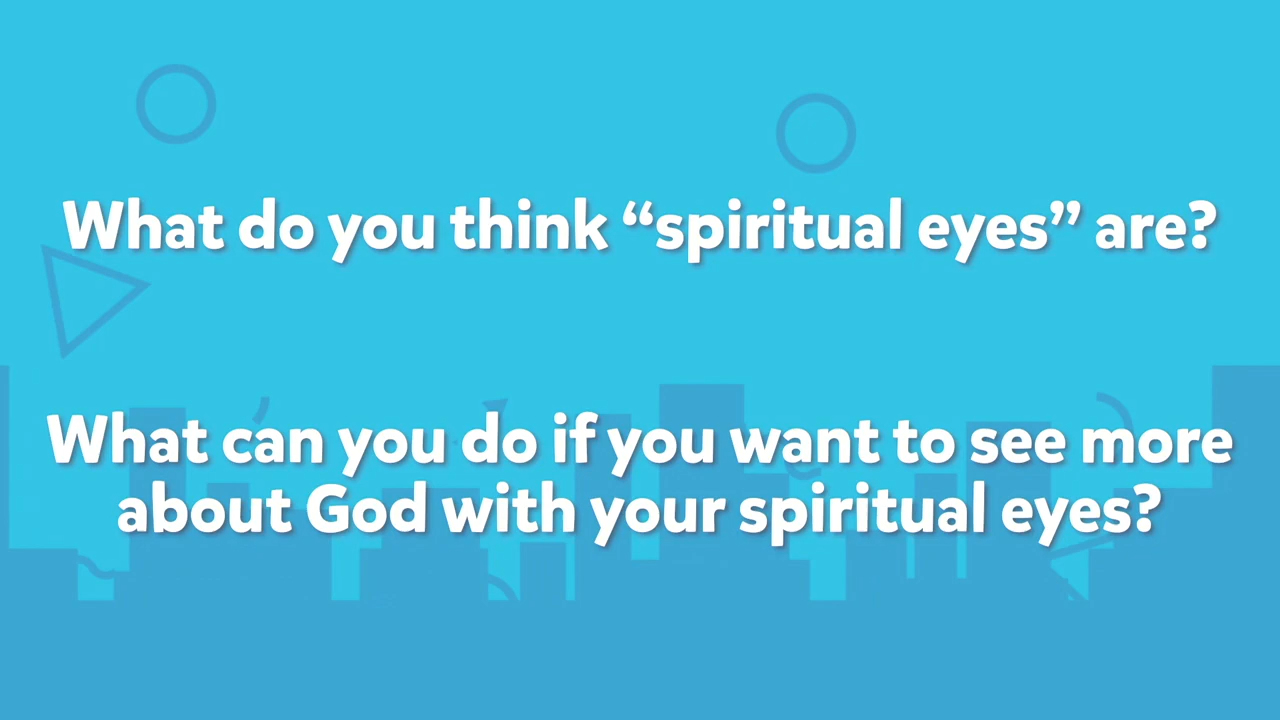 What do you think “spiritual eyes” are?
What can you do if you want to see more
about God with your spiritual eyes?